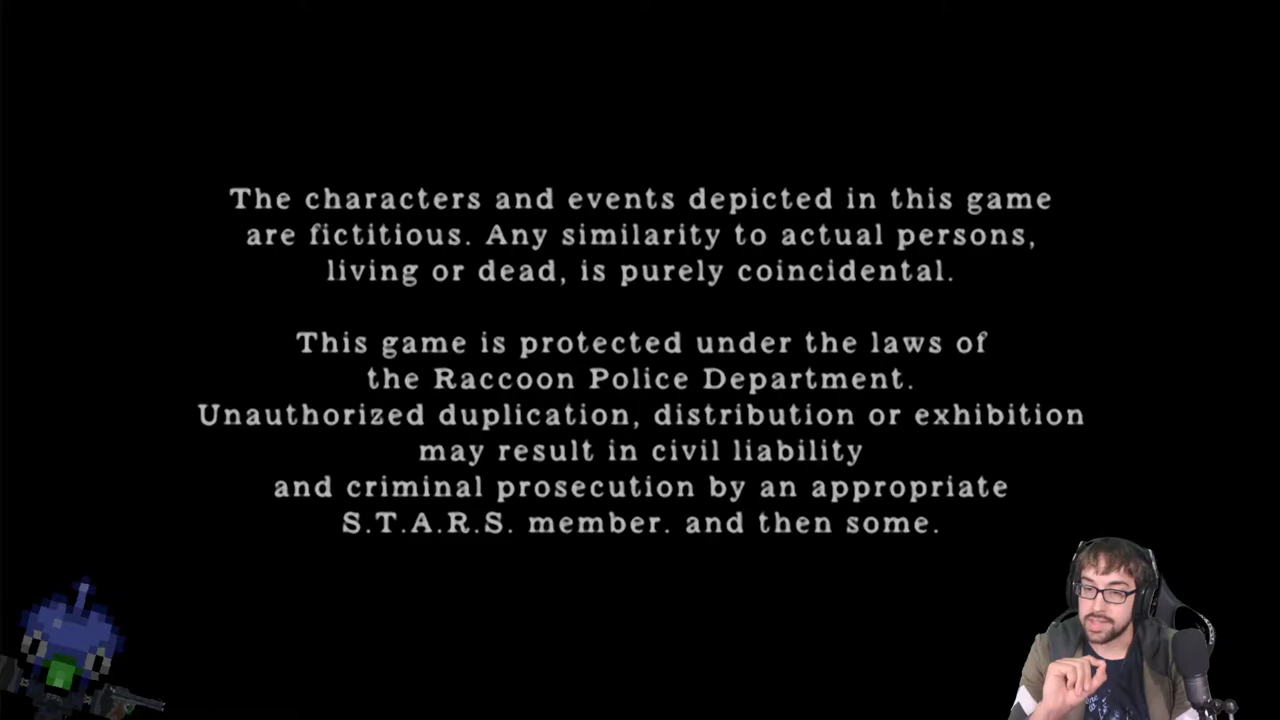 The characters and events depicted in this game
are fictitious. Any similarity to actual persons,
living or dead, is purely coincidental.
This game is protected under the laws of
the Raccoon Police Department.
Unauthorized duplication, distribution or exhibition
may result in civil liability
and criminal prosecution by an appropriate
S.T.A.R.S. member. and then some.